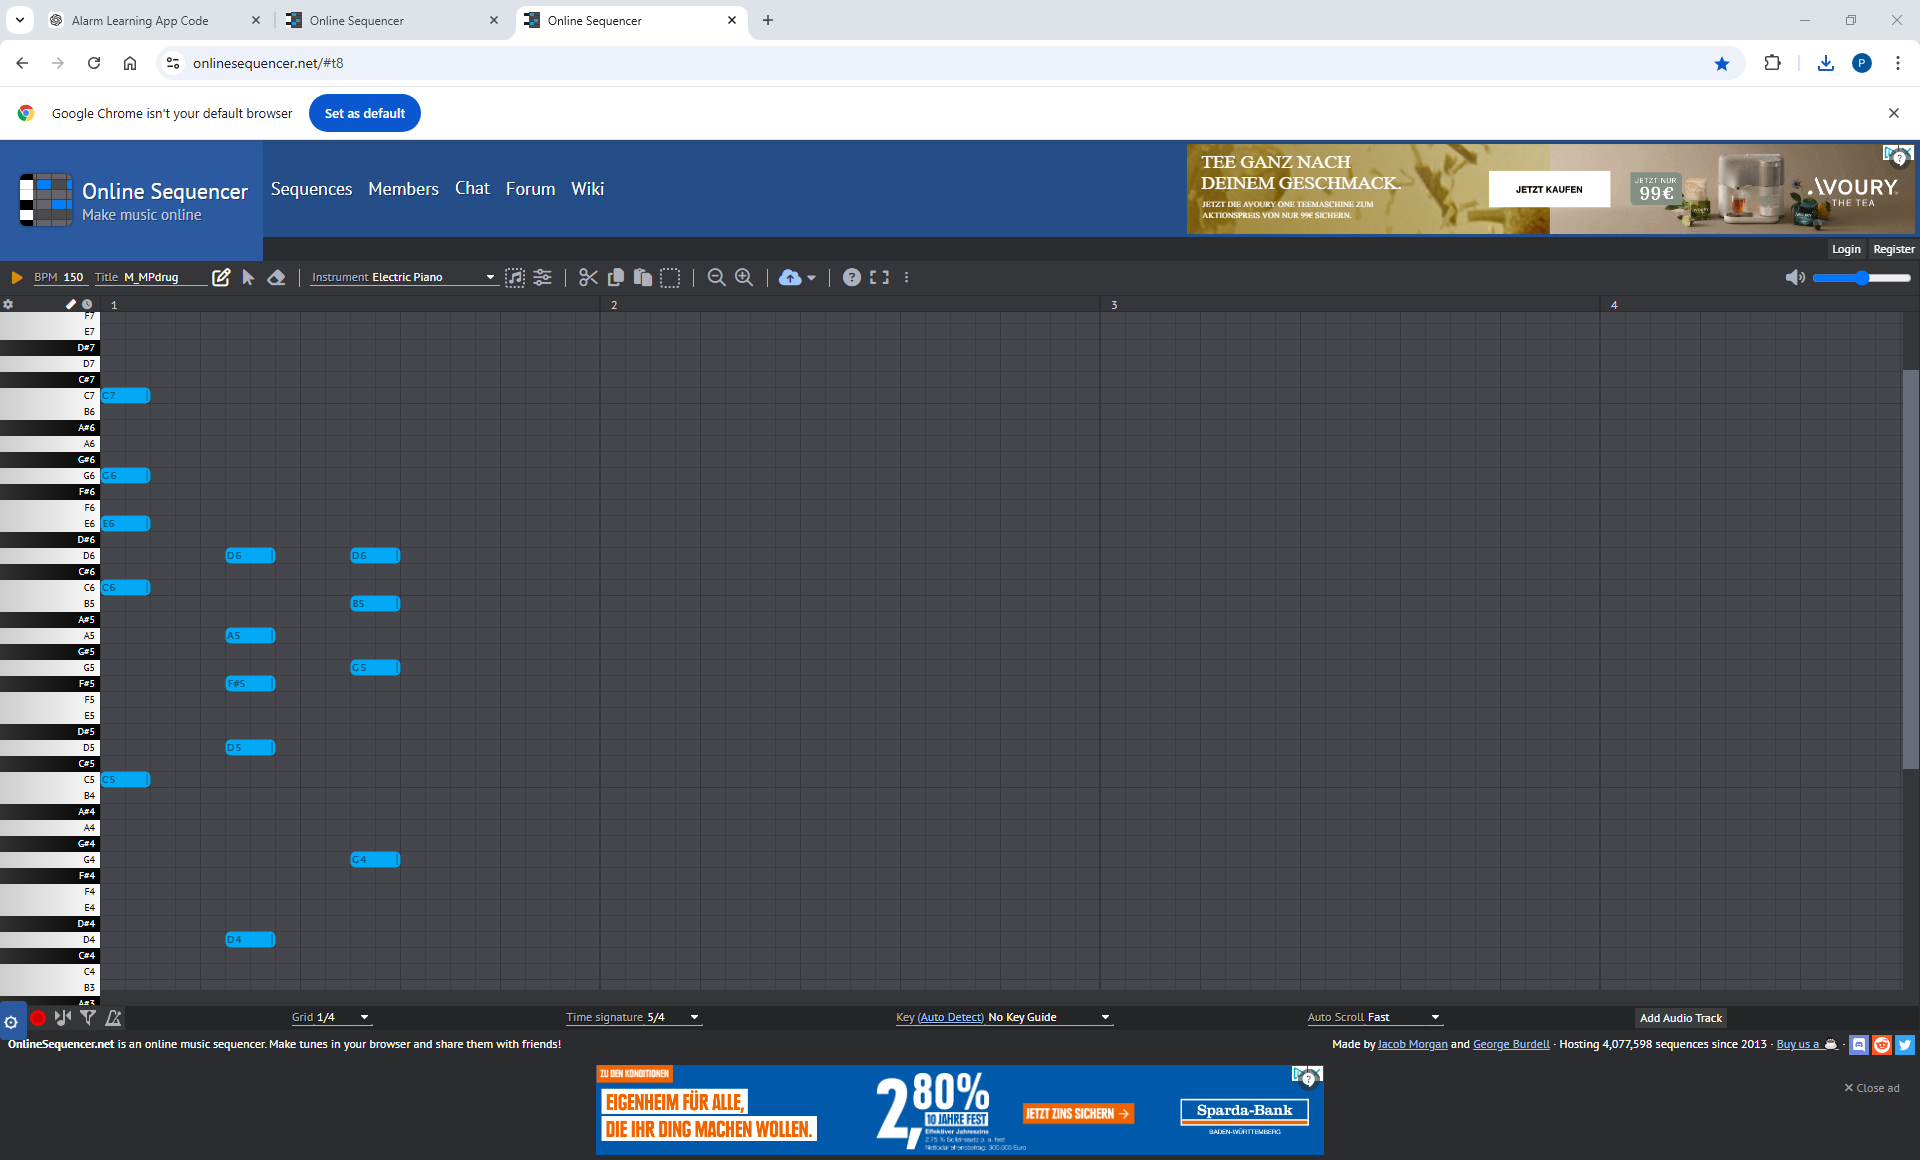 Alarm Learning App Code
Online Sequencer
Online Sequencer
onlinesequencer.net/#t8
P
Google Chrome isn't your default browser
Set as default
Online Sequencer
Make music online
Sequences
Members
Chat
Forum
Wiki
TEE GANZ NACH
DEINEM GESCHMACK.
JETZT DIE AVOURY ONE TEEMASCHINE ZUM
AKTIONSPREIS VON NUR 99€ SICHERN.
JETZT KAUFEN
JETZT NUR
99€
AVOURY.
THE TEA
Login
Register
BPM 150
Title M_MPdrug
Instrument Electric Piano
1
2
3
4
F7
E7
D#7
D7
C#7
C7 C7
B6
A#6
A6
G#6
G6 G6
F#6
F6
E6 E6
D#6
D6 D6 D6
C#6
C6 C6
B5 B5
A#5
A5 A5
G#5
G5 G5
F#5 F#5
F5
E5
D#5
D5 D5
C#5
C5 C5
B4
A#4
A4
G#4
G4 G4
F#4
F4
E4
D#4
D4 D4
C#4
C4
B3
A#3
Grid 1/4
Time signature 5/4
Key (Auto Detect) No Key Guide
Auto Scroll Fast
Add Audio Track
OnlineSequencer.net is an online music sequencer. Make tunes in your browser and share them with friends!
Made by Jacob Morgan and George Burdell · Hosting 4,077,598 sequences since 2013 · Buy us a ·
ZU DEN KONDITIONEN
EIGENHEIM FÜR ALLE,
DIE IHR DING MACHEN WOLLEN.
2,80%
10 JAHRE FEST
Effektiver Jahreszins
2,75 % Sollzinssatz p. a. fest
Nettodarlehensbetrag: 300.000 Euro
JETZT ZINS SICHERN
Sparda-Bank
BADEN-WÜRTTEMBERG
Close ad